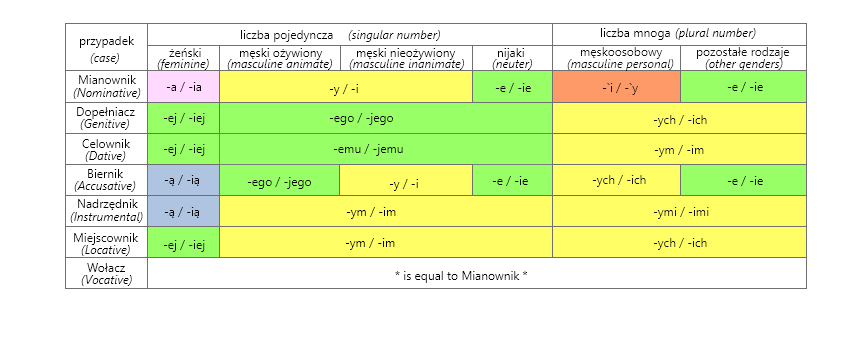 przypadek (case) liczba pojedyncza (singular number) liczba mnoga (plural number)
żeński (feminine) męski ożywiony (masculine animate) męski nieożywiony (masculine inanimate) nijaki (neuter) męskoosobowy (masculine personal) pozostałe rodzaje (other genders)
Mianownik (Nominative) -a / -ia -y / -i -e / -ie -`i / -`y -e / -ie
Dopełniacz (Genitive) -ej / -iej -ego / -jego -ych / -ich
Celownik (Dative) -ej / -iej -emu / -jemu -ym / -im
Biernik (Accusative) -ą / -ią -ego / -jego -y / -i -e / -ie -ych / -ich -e / -ie
Nadrzędnik (Instrumental) -ą / -ią -ym / -im -ymi / -imi
Miejscownik (Locative) -ej / -iej -ym / -im -ych / -ich
Wołacz (Vocative) * is equal to Mianownik *